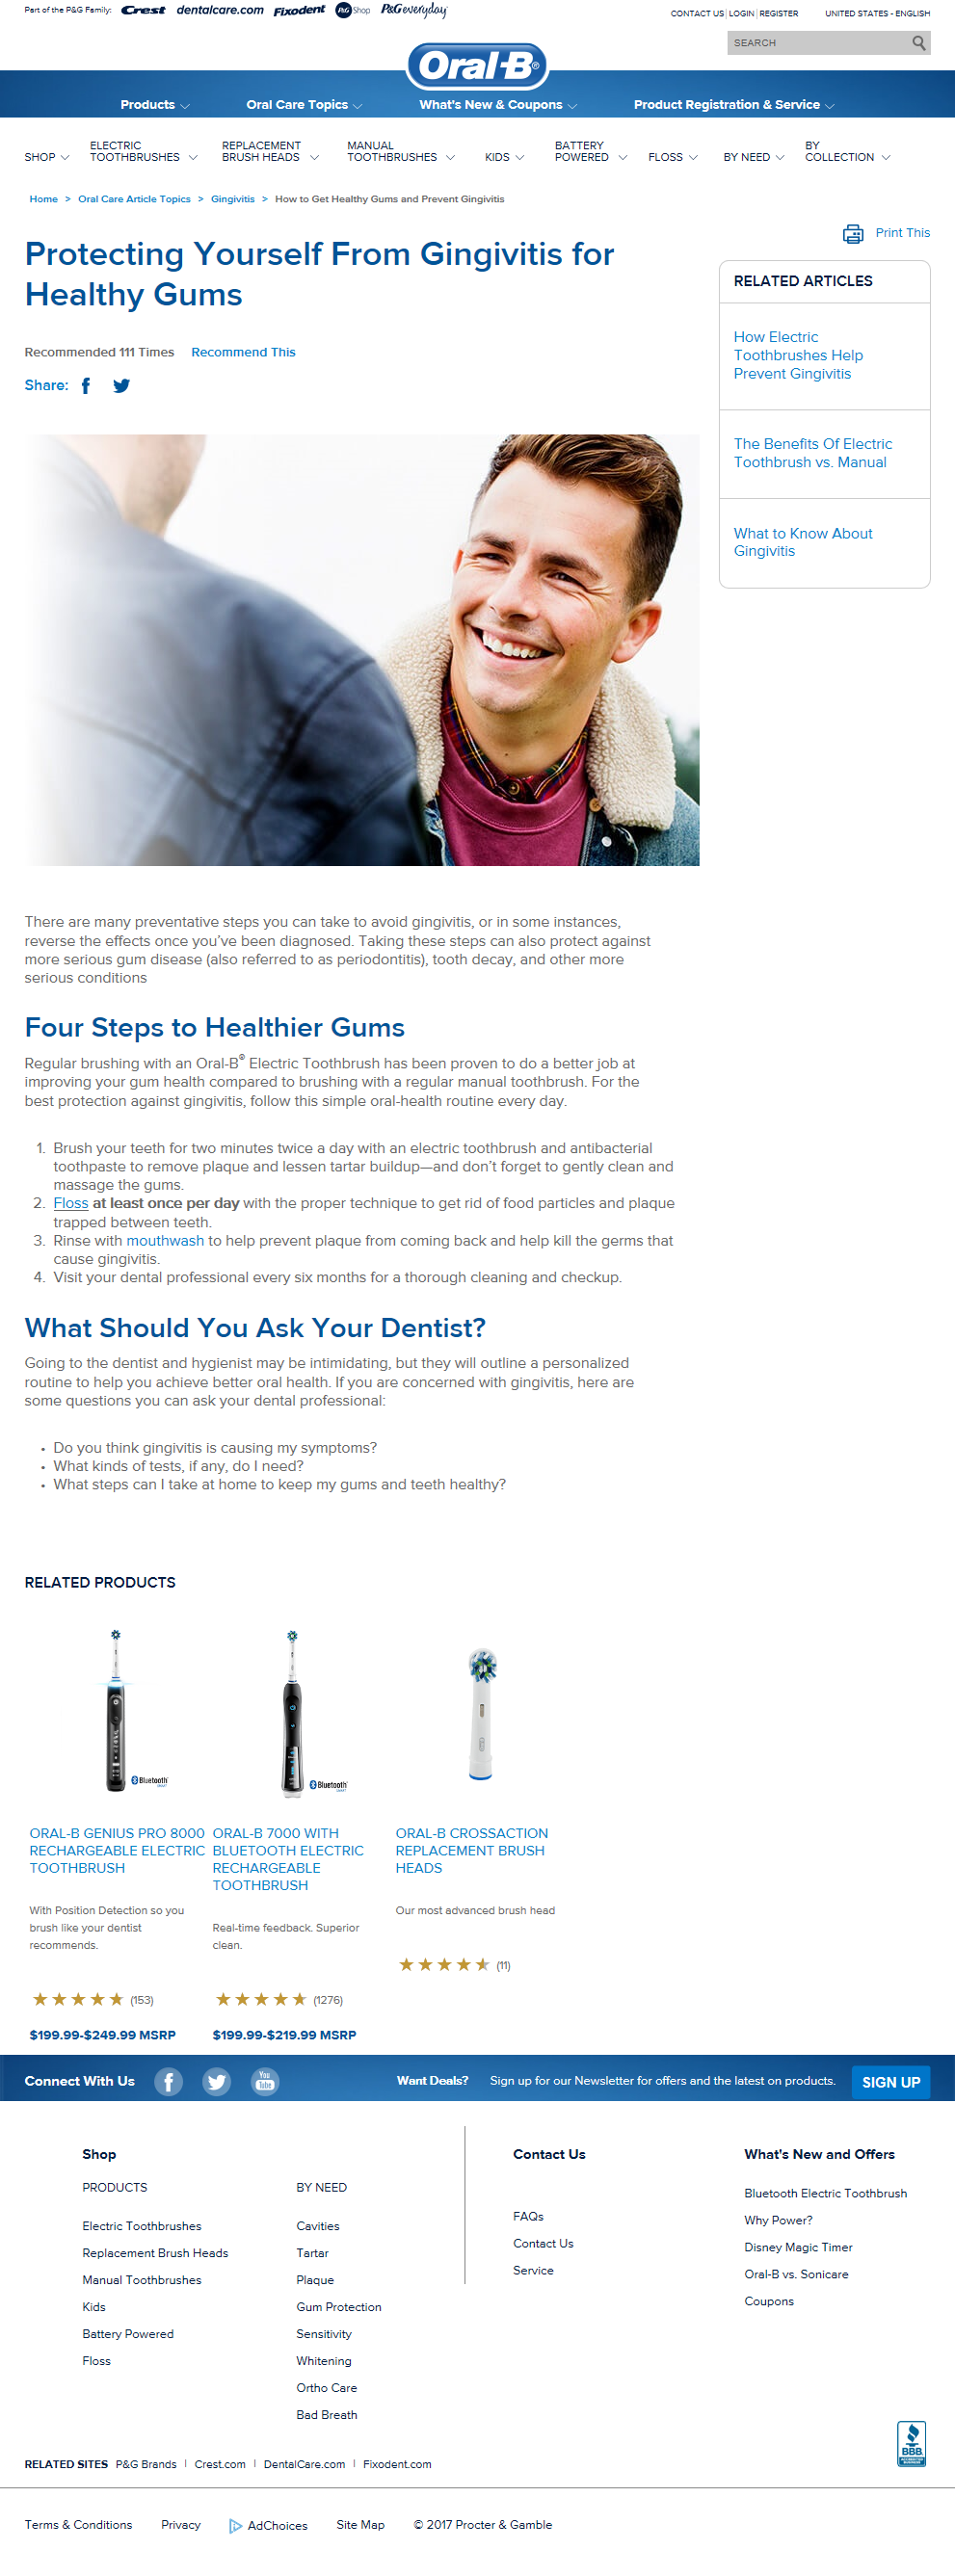 Part of the P&G Family: Crest dentalcare.com Fixodent P&G Shop P&G everyday
CONTACT US | LOGIN | REGISTER UNITED STATES - ENGLISH
SEARCH
Oral-B®
Products Oral Care Topics What's New & Coupons Product Registration & Service
SHOP ELECTRIC TOOTHBRUSHES REPLACEMENT BRUSH HEADS MANUAL TOOTHBRUSHES KIDS BATTERY POWERED FLOSS BY NEED BY COLLECTION
Home > Oral Care Article Topics > Gingivitis > How to Get Healthy Gums and Prevent Gingivitis
Print This
Protecting Yourself From Gingivitis for
Healthy Gums
Recommended 111 Times Recommend This
Share:
RELATED ARTICLES
How Electric
Toothbrushes Help
Prevent Gingivitis
The Benefits Of Electric
Toothbrush vs. Manual
What to Know About
Gingivitis
There are many preventative steps you can take to avoid gingivitis, or in some instances,
reverse the effects once you've been diagnosed. Taking these steps can also protect against
more serious gum disease (also referred to as periodontitis), tooth decay, and other more
serious conditions
Four Steps to Healthier Gums
Regular brushing with an Oral-B® Electric Toothbrush has been proven to do a better job at
improving your gum health compared to brushing with a regular manual toothbrush. For the
best protection against gingivitis, follow this simple oral-health routine every day.
1. Brush your teeth for two minutes twice a day with an electric toothbrush and antibacterial
toothpaste to remove plaque and lessen tartar buildup—and don't forget to gently clean and
massage the gums.
2. Floss at least once per day with the proper technique to get rid of food particles and plaque
trapped between teeth.
3. Rinse with mouthwash to help prevent plaque from coming back and help kill the germs that
cause gingivitis.
4. Visit your dental professional every six months for a thorough cleaning and checkup.
What Should You Ask Your Dentist?
Going to the dentist and hygienist may be intimidating, but they will outline a personalized
routine to help you achieve better oral health. If you are concerned with gingivitis, here are
some questions you can ask your dental professional:
• Do you think gingivitis is causing my symptoms?
• What kinds of tests, if any, do I need?
• What steps can I take at home to keep my gums and teeth healthy?
RELATED PRODUCTS
Bluetooth
Bluetooth
ORAL-B GENIUS PRO 8000
RECHARGEABLE ELECTRIC
TOOTHBRUSH
With Position Detection so you
brush like your dentist
recommends.
(153)
$199.99-$249.99 MSRP
ORAL-B 7000 WITH
BLUETOOTH ELECTRIC
RECHARGEABLE
TOOTHBRUSH
Real-time feedback. Superior
clean.
(1276)
$199.99-$219.99 MSRP
ORAL-B CROSSACTION
REPLACEMENT BRUSH
HEADS
Our most advanced brush head
(11)
Connect With Us You Tube Want Deals? Sign up for our Newsletter for offers and the latest on products. SIGN UP
Shop
PRODUCTS
Electric Toothbrushes
Replacement Brush Heads
Manual Toothbrushes
Kids
Battery Powered
Floss
BY NEED
Cavities
Tartar
Plaque
Gum Protection
Sensitivity
Whitening
Ortho Care
Bad Breath
Contact Us
FAQs
Contact Us
Service
What's New and Offers
Bluetooth Electric Toothbrush
Why Power?
Disney Magic Timer
Oral-B vs. Sonicare
Coupons
BBB
RELATED SITES P&G Brands | Crest.com | DentalCare.com | Fixodent.com
Terms & Conditions Privacy AdChoices Site Map © 2017 Procter & Gamble